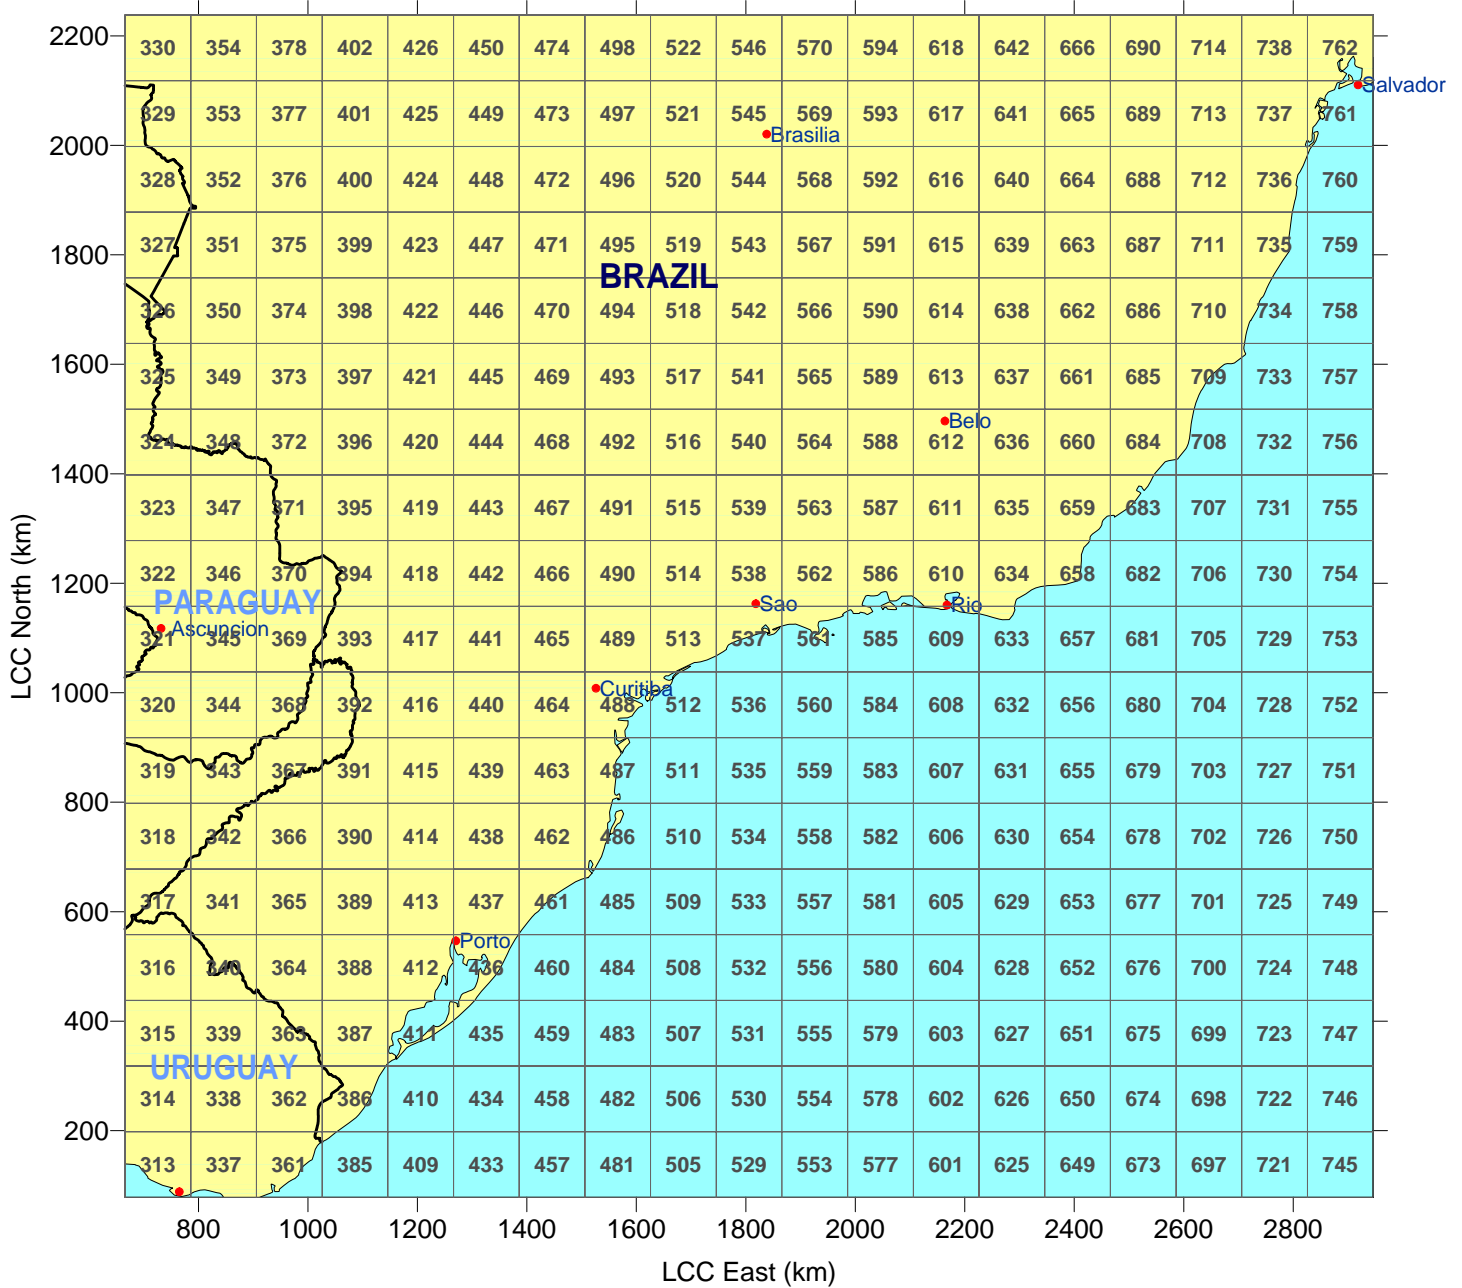 2200 330 354 378 402 426 450 474 498 522 546 570 594 618 642 666 690 714 738 762
Salvador
329 353 377 401 425 449 473 497 521 545 569 593 617 641 665 689 713 737 761
Brasilia
2000
328 352 376 400 424 448 472 496 520 544 568 592 616 640 664 688 712 736 760
1800 327 351 375 399 423 447 471 495 519 543 567 591 615 639 663 687 711 735 759
BRAZIL
326 350 374 398 422 446 470 494 518 542 566 590 614 638 662 686 710 734 758
1600
325 349 373 397 421 445 469 493 517 541 565 589 613 637 661 685 709 733 757
Belo
324 348 372 396 420 444 468 492 516 540 564 588 612 636 660 684 708 732 756
1400
323 347 371 395 419 443 467 491 515 539 563 587 611 635 659 683 707 731 755
1200 322 346 370 394 418 442 466 490 514 538 562 586 610 634 658 682 706 730 754
PARAGUAY Sao Rio
Ascuncion
321 345 369 393 417 441 465 489 513 537 561 585 609 633 657 681 705 729 753
Curitiba
1000 320 344 368 392 416 440 464 488 512 536 560 584 608 632 656 680 704 728 752
319 343 367 391 415 439 463 487 511 535 559 583 607 631 655 679 703 727 751
800
318 342 366 390 414 438 462 486 510 534 558 582 606 630 654 678 702 726 750
600 317 341 365 389 413 437 461 485 509 533 557 581 605 629 653 677 701 725 749
Porto
316 340 364 388 412 436 460 484 508 532 556 580 604 628 652 676 700 724 748
400 315 339 363 387 411 435 459 483 507 531 555 579 603 627 651 675 699 723 747
URUGUAY
314 338 362 386 410 434 458 482 506 530 554 578 602 626 650 674 698 722 746
200
313 337 361 385 409 433 457 481 505 529 553 577 601 625 649 673 697 721 745
800 1000 1200 1400 1600 1800 2000 2200 2400 2600 2800
LCC East (km)
LCC North (km)